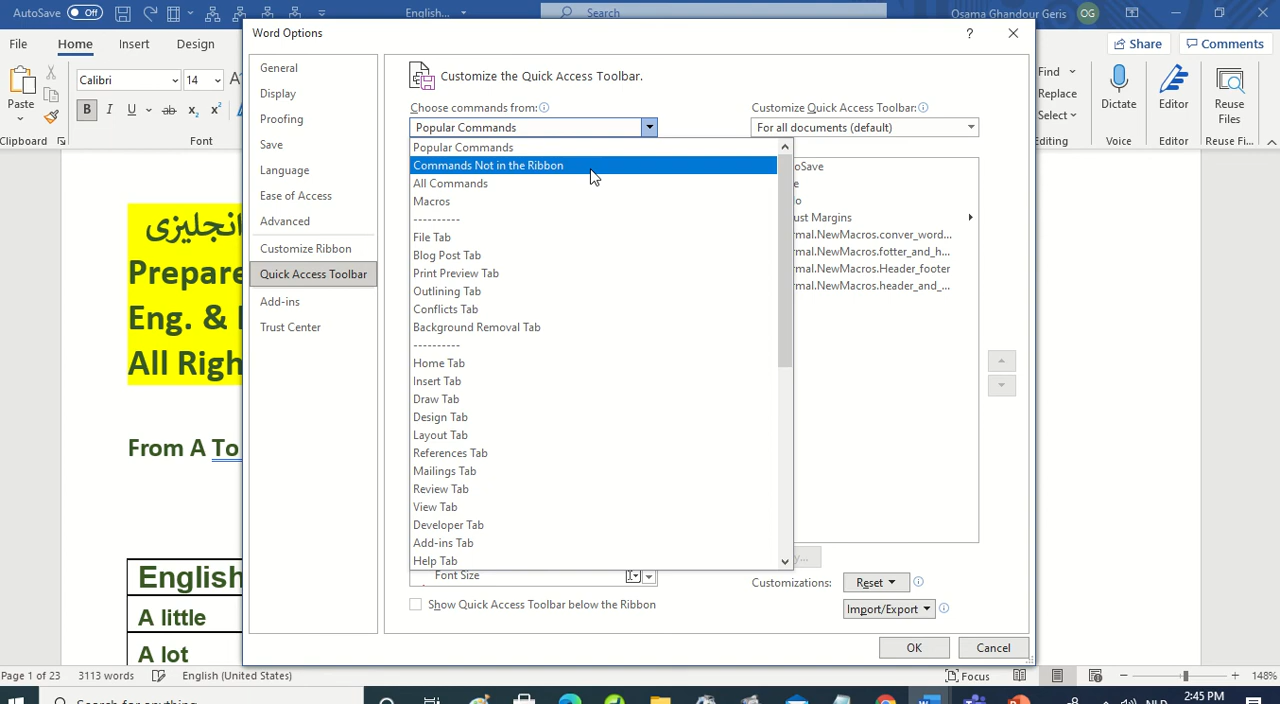 AutoSave Off English... Search Osama Ghandour Geris OG
Word Options ?
File Home Insert Design Share Comments
Paste Calibri 14
B I U ab x₂ x²
Clipboard Font
General
Display
Proofing
Save
Language
Ease of Access
Advanced
Customize Ribbon
Quick Access Toolbar
Add-ins
Trust Center
Customize the Quick Access Toolbar.
Choose commands from:
Popular Commands
Popular Commands
Commands Not in the Ribbon
All Commands
Macros
----------
File Tab
Blog Post Tab
Print Preview Tab
Outlining Tab
Conflicts Tab
Background Removal Tab
----------
Home Tab
Insert Tab
Draw Tab
Design Tab
Layout Tab
References Tab
Mailings Tab
Review Tab
View Tab
Developer Tab
Add-ins Tab
Help Tab
Font Size
Show Quick Access Toolbar below the Ribbon
Customize Quick Access Toolbar:
For all documents (default)
oSave
e
o
ust Margins
mal.NewMacros.conver_word...
mal.NewMacros.fotter_and_h...
mal.NewMacros.Header_footer
mal.NewMacros.header_and_...
y...
Customizations: Reset
Import/Export
OK Cancel
Find
Replace
Select
Editing
Dictate
Voice
Editor
Editor
Reuse
Files
Reuse Fi...
انجليزى
Prepare
Eng. &
All Righ
From A To
English
A little
A lot
Page 1 of 23 3113 words English (United States) Focus 148%
2:45 PM